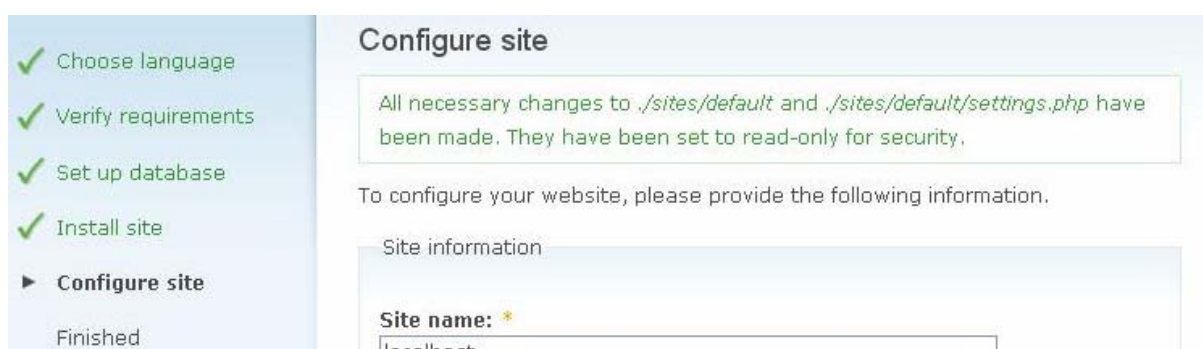 Choose language
Verify requirements
Set up database
Install site
Configure site
Finished
Configure site
All necessary changes to ./sites/default and ./sites/default/settings.php have
been made. They have been set to read-only for security.
To configure your website, please provide the following information.
Site information
Site name: *
localhost